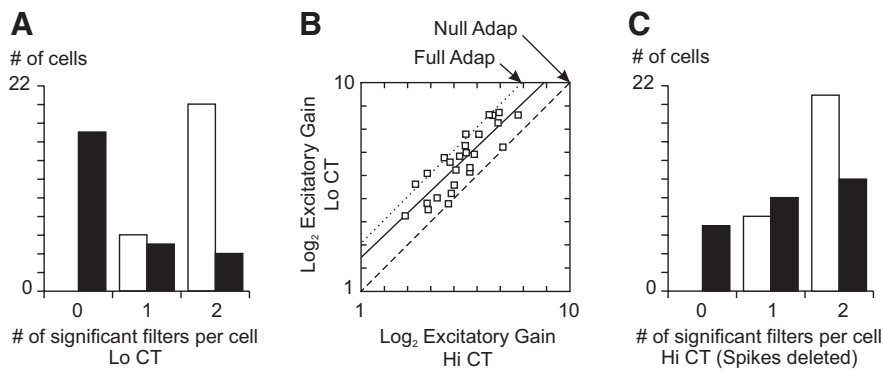 A
# of cells
22
0
0 1 2
# of significant filters per cell
Lo CT
B
Null Adap
Full Adap
10
Log2 Excitatory Gain
Lo CT
1
1 10
Log2 Excitatory Gain
Hi CT
C
# of cells
22
0
0 1 2
# of significant filters per cell
Hi CT (Spikes deleted)